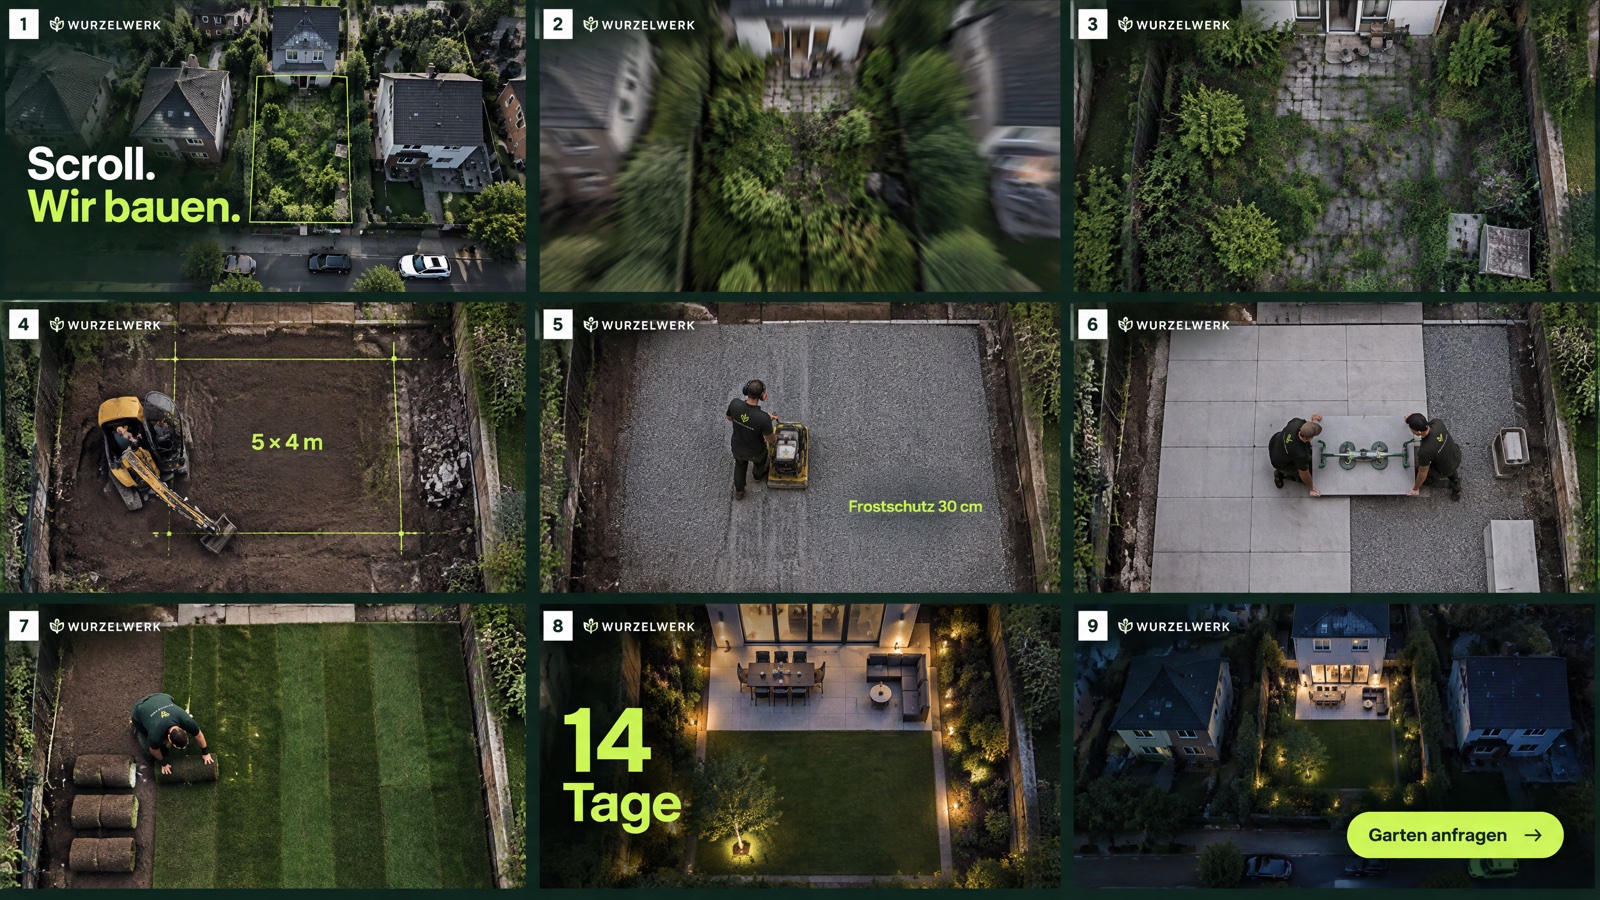 1 WURZELWERK
Scroll.
Wir bauen.
2 WURZELWERK
3 WURZELWERK
4 WURZELWERK
5 × 4 m
5 WURZELWERK
Frostschutz 30 cm
6 WURZELWERK
7 WURZELWERK
8 WURZELWERK
14
Tage
9 WURZELWERK
Garten anfragen →